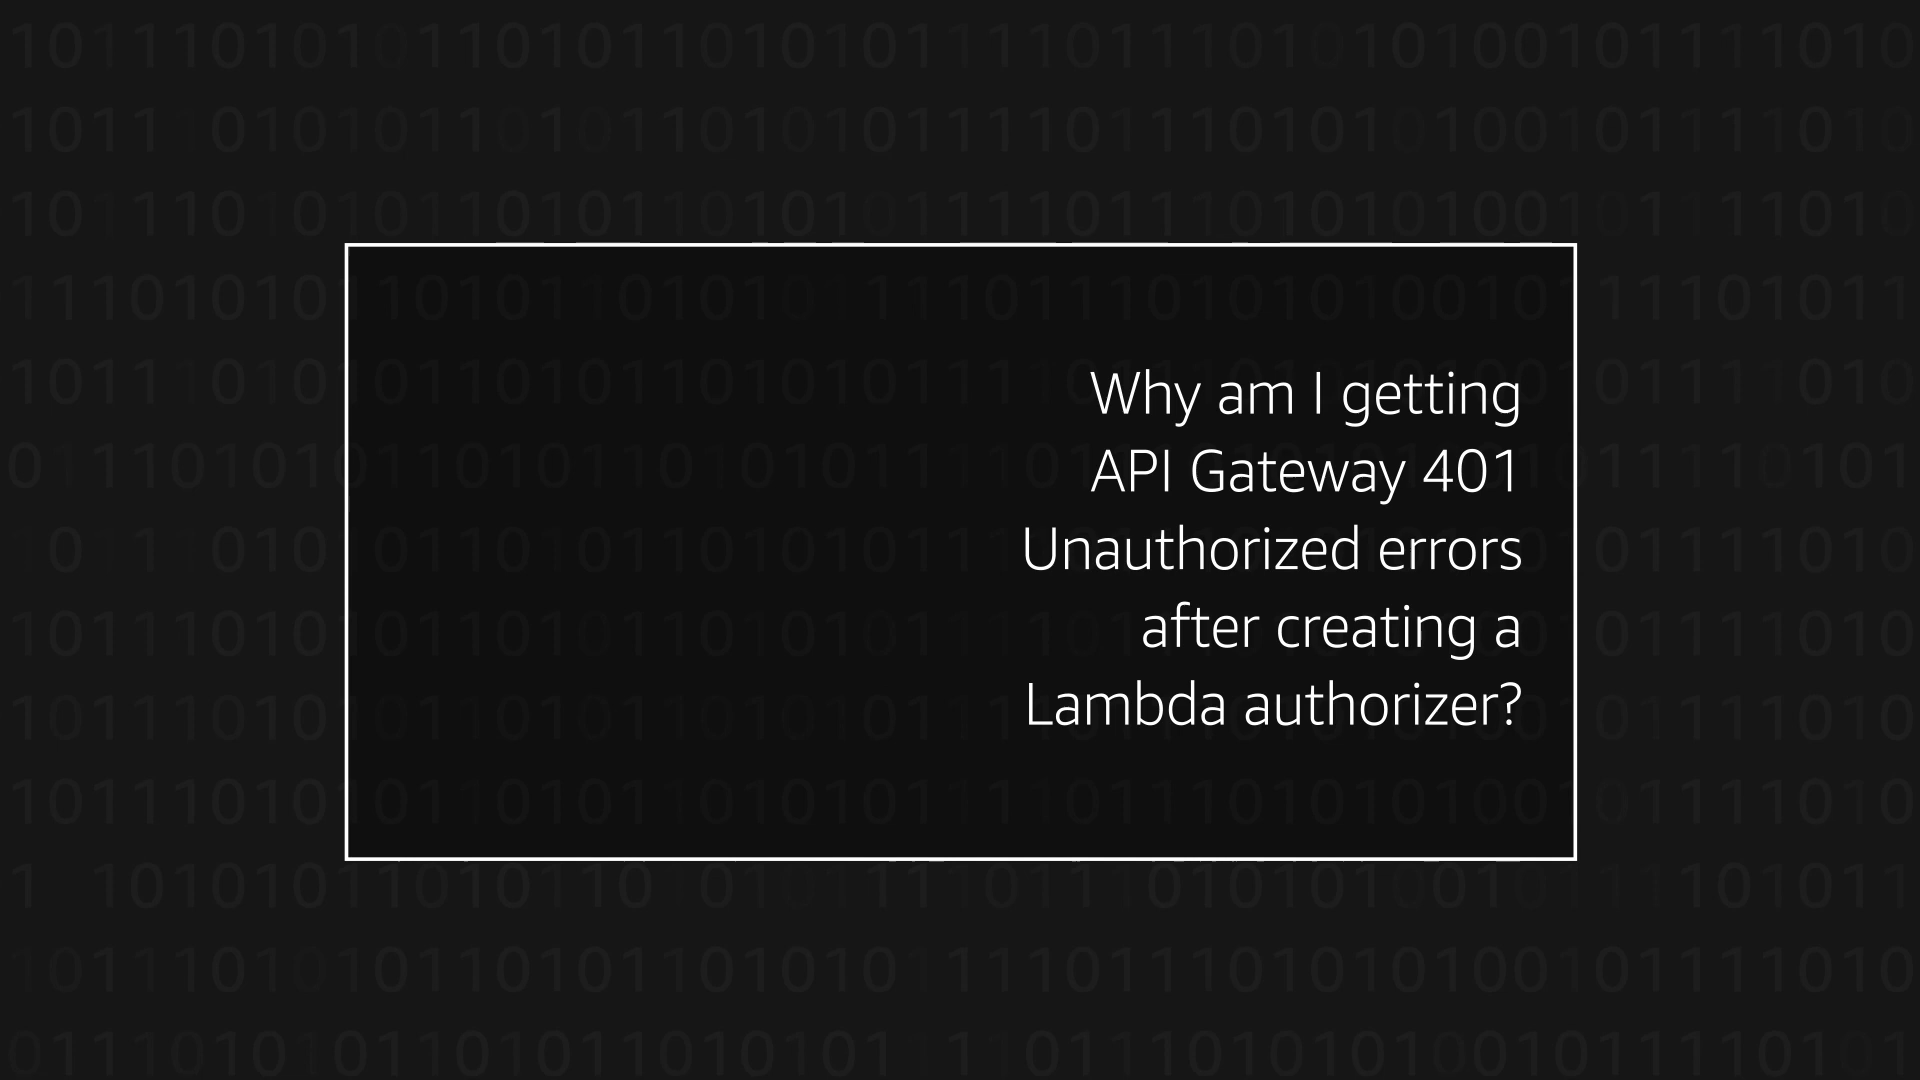 Why am I getting
API Gateway 401
Unauthorized errors
after creating a
Lambda authorizer?